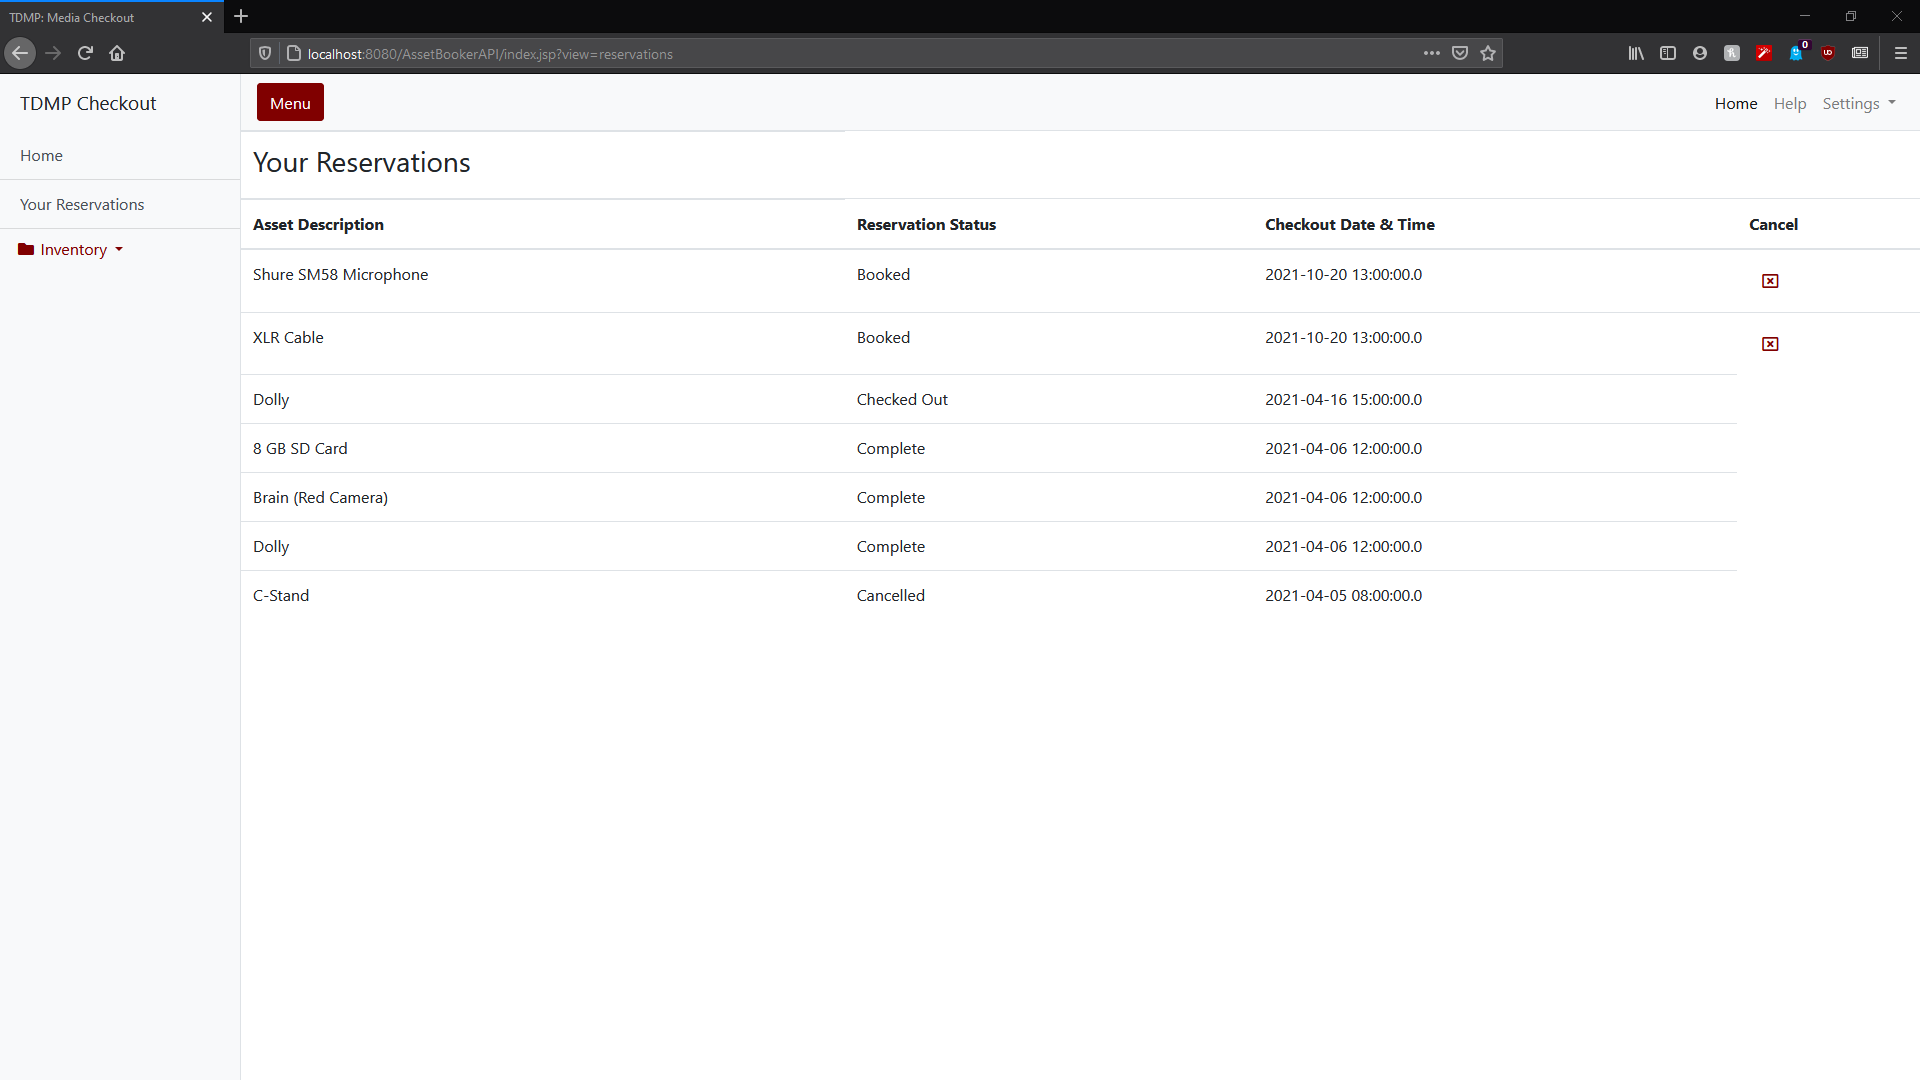 TDMP: Media Checkout
localhost:8080/AssetBookerAPI/index.jsp?view=reservations
0
TDMP Checkout
Menu
Home Help Settings
Home
Your Reservations
Inventory
Your Reservations
Asset Description Reservation Status Checkout Date & Time Cancel
Shure SM58 Microphone Booked 2021-10-20 13:00:00.0
XLR Cable Booked 2021-10-20 13:00:00.0
Dolly Checked Out 2021-04-16 15:00:00.0
8 GB SD Card Complete 2021-04-06 12:00:00.0
Brain (Red Camera) Complete 2021-04-06 12:00:00.0
Dolly Complete 2021-04-06 12:00:00.0
C-Stand Cancelled 2021-04-05 08:00:00.0